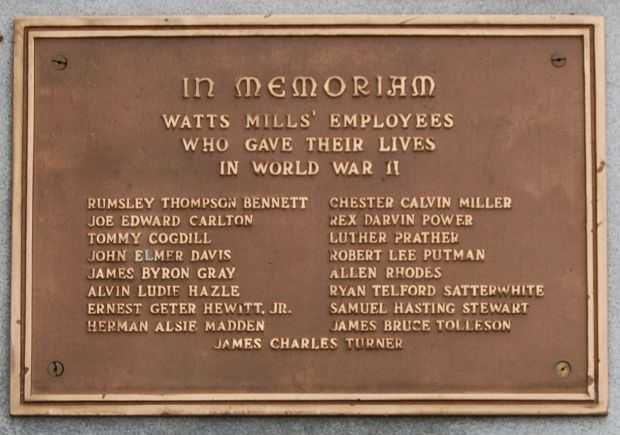 IN MEMORIAM
WATTS MILLS' EMPLOYEES
WHO GAVE THEIR LIVES
IN WORLD WAR II
RUMSLEY THOMPSON BENNETT
JOE EDWARD CARLTON
TOMMY COGDILL
JOHN ELMER DAVIS
JAMES BYRON GRAY
ALVIN LUDIE HAZLE
ERNEST GETER HEWITT, JR.
HERMAN ALSIE MADDEN
CHESTER CALVIN MILLER
REX DARVIN POWER
LUTHER PRATHER
ROBERT LEE PUTMAN
ALLEN RHODES
RYAN TELFORD SATTERWHITE
SAMUEL HASTING STEWART
JAMES BRUCE TOLLESON
JAMES CHARLES TURNER